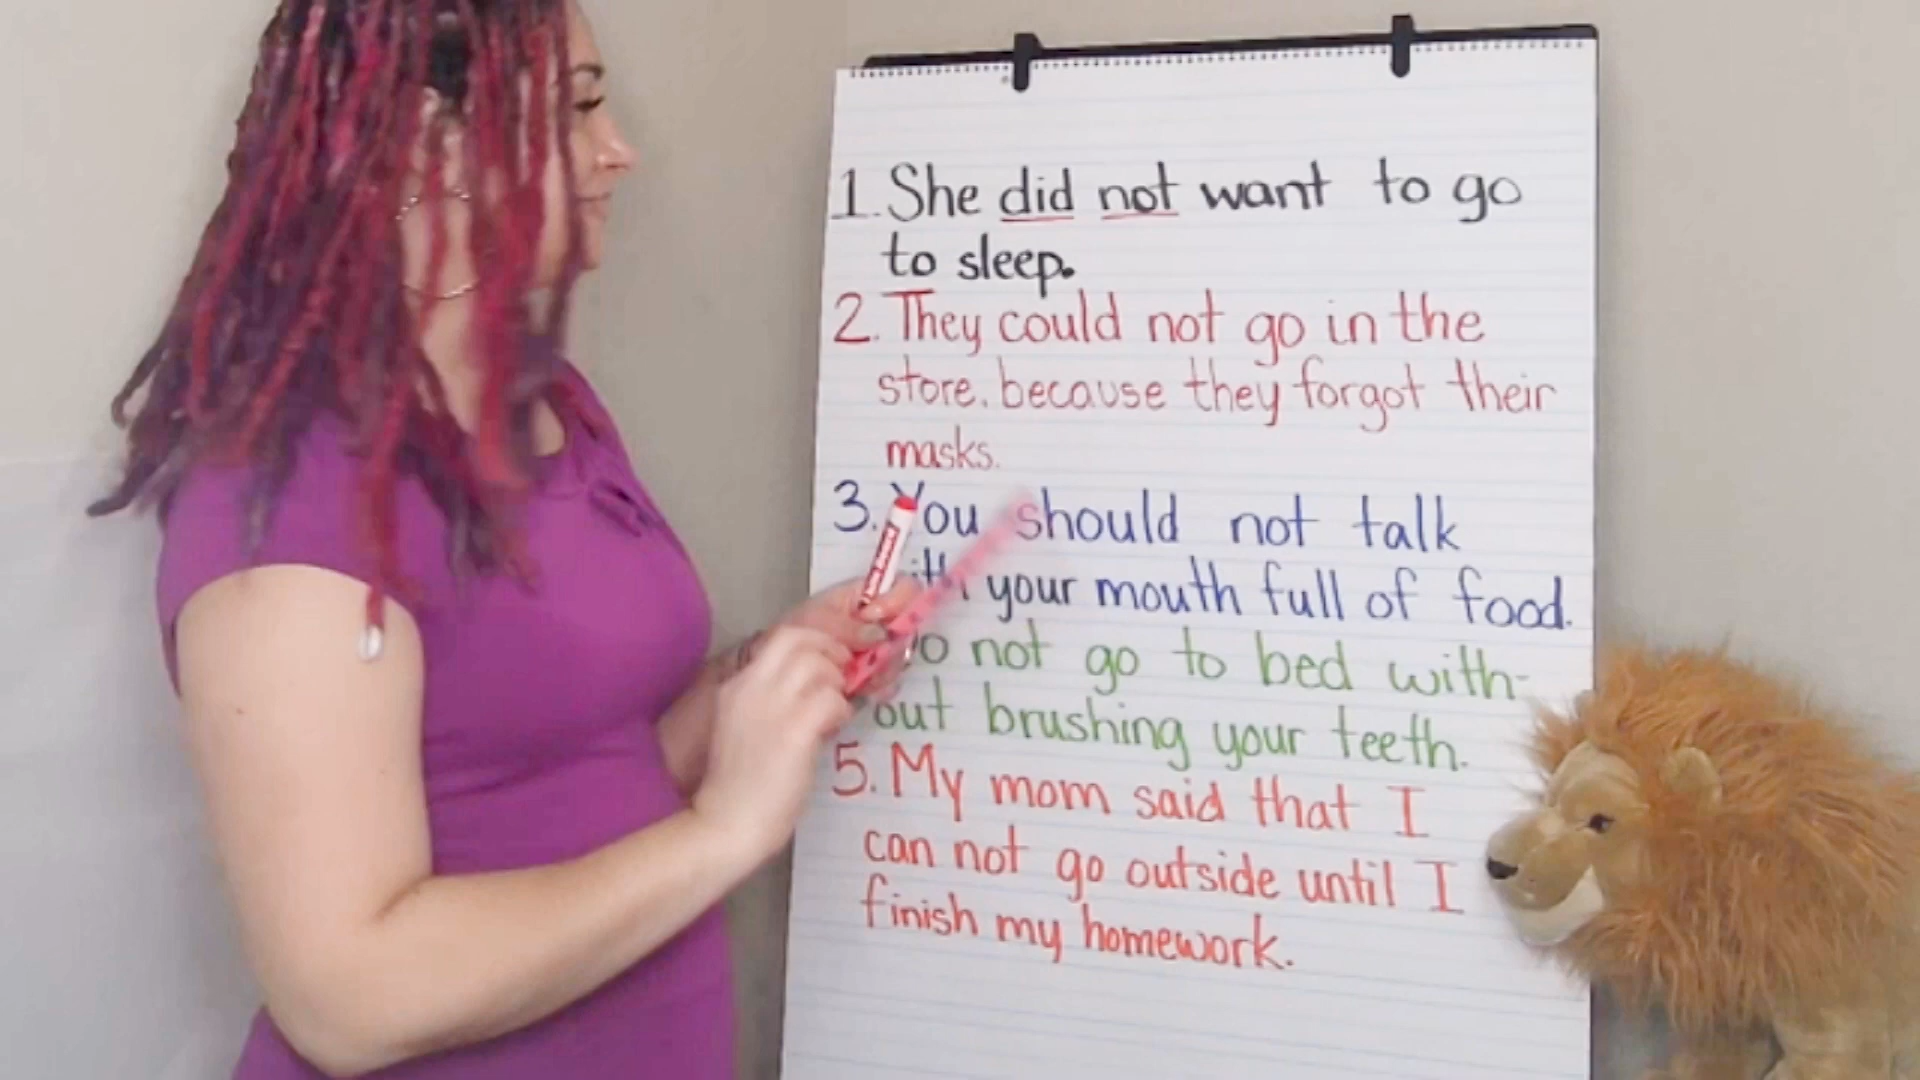 1. She did not want to go
to sleep.
2. They could not go in the
store. because they forgot their
masks.
3. You should not talk
your mouth full of food.
not go to bed with-
out brushing your teeth.
5. My mom said that I
can not go outside until I
finish my homework.